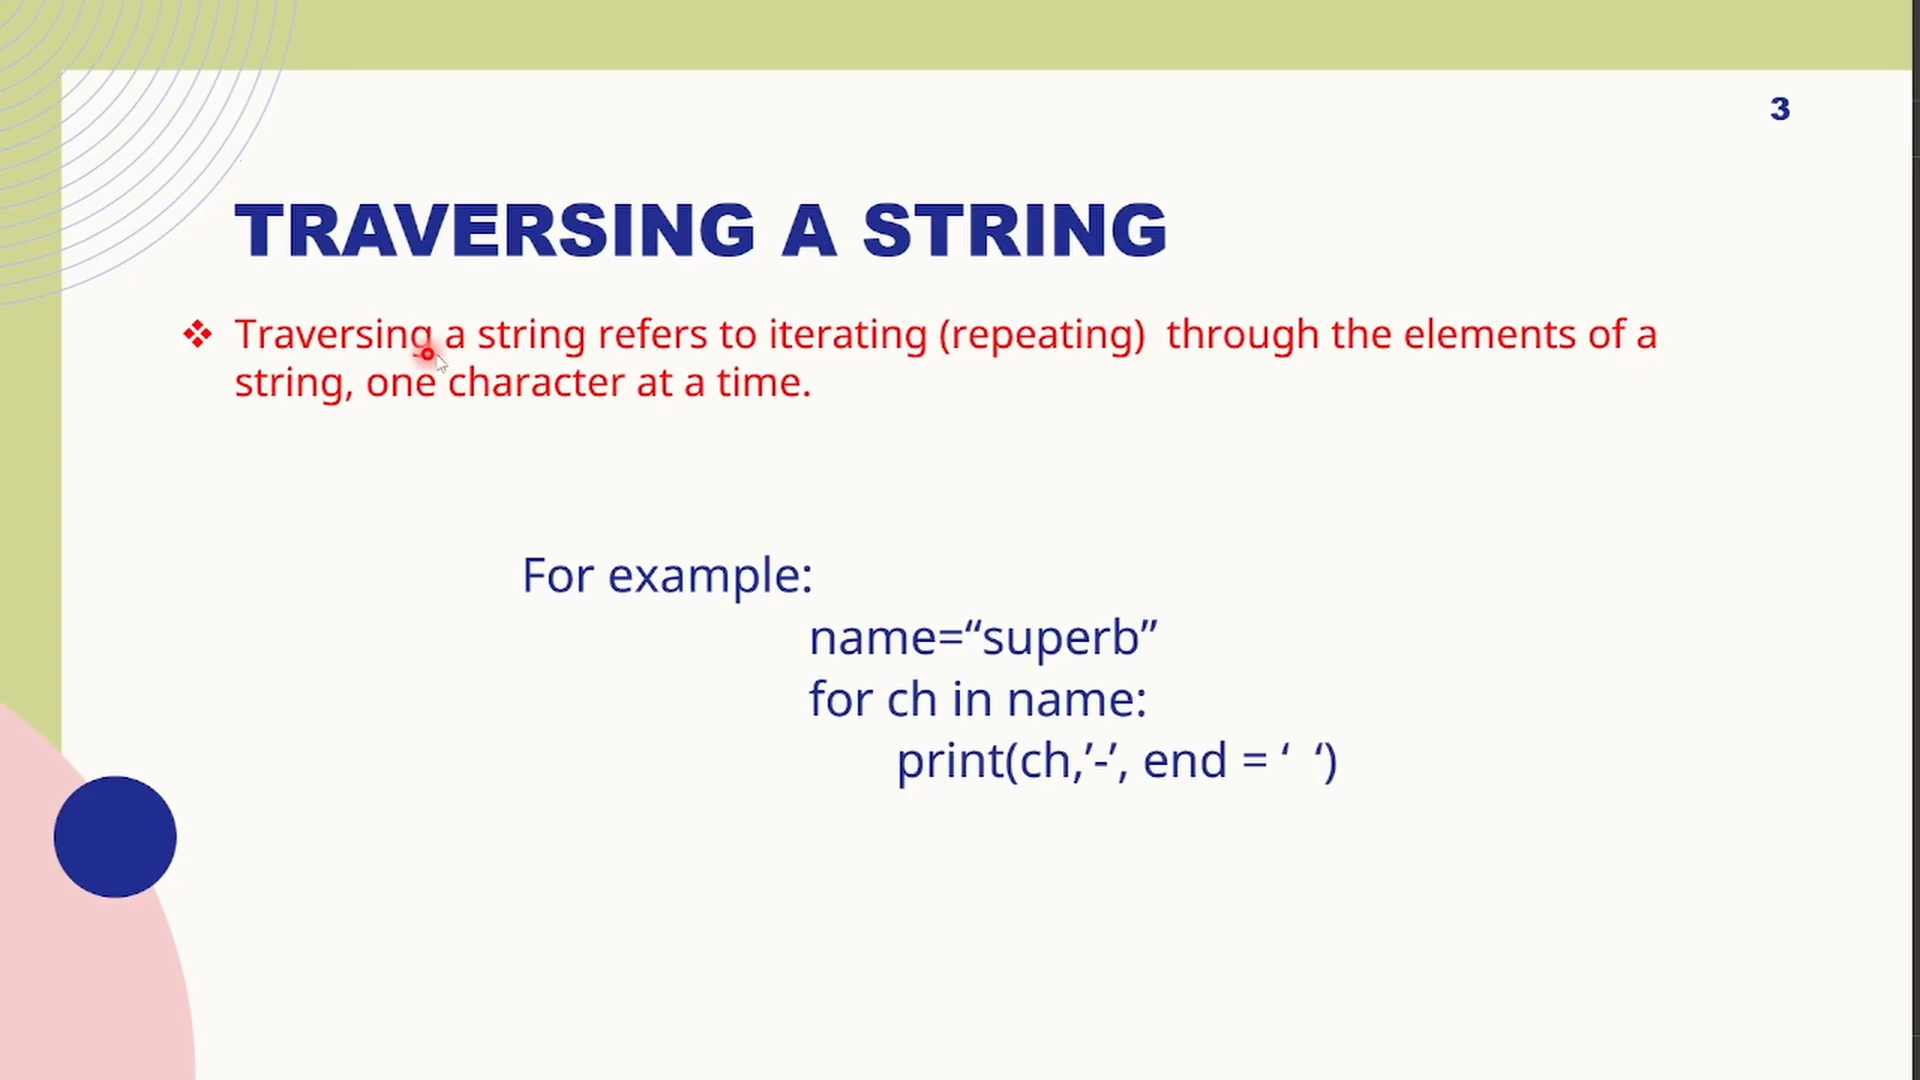 3
TRAVERSING A STRING
❖ Traversing a string refers to iterating (repeating)  through the elements of a
string, one character at a time.
For example:
name=“superb”
for ch in name:
print(ch,’-’, end = ‘  ‘)